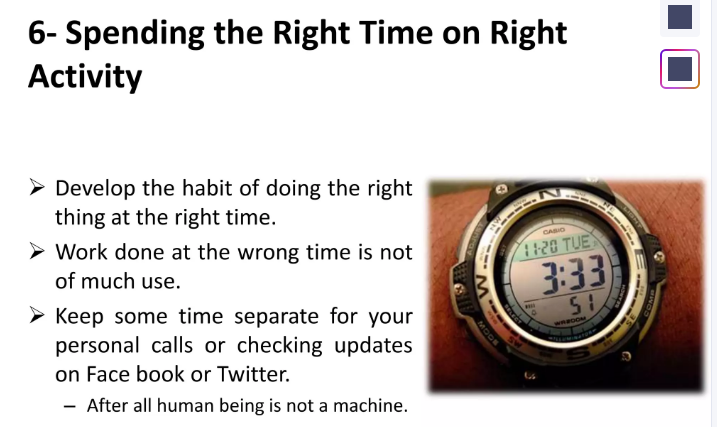 6- Spending the Right Time on Right
Activity
➢ Develop the habit of doing the right
thing at the right time.
➢ Work done at the wrong time is not
of much use.
➢ Keep some time separate for your
personal calls or checking updates
on Face book or Twitter.
– After all human being is not a machine.
CASIO
11-20 TUE
3:33
51
WR200M
N
E
S
W
MODE